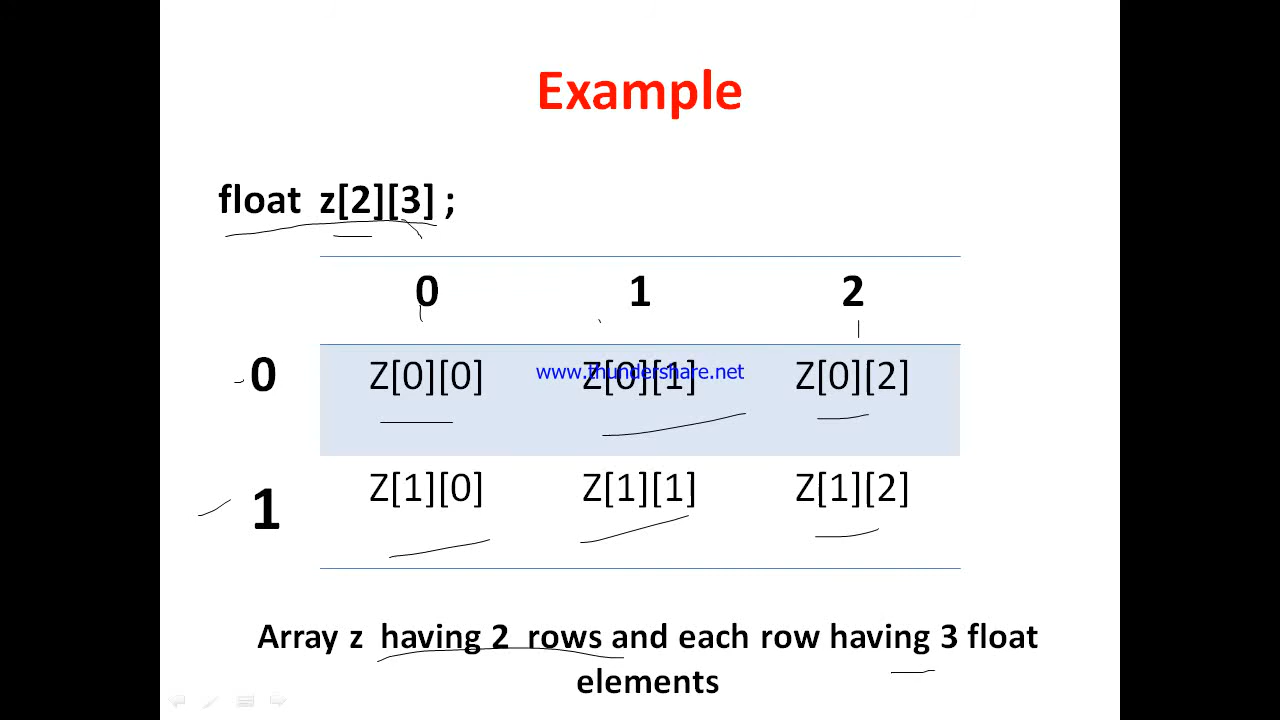 Example
float z[2][3] ;
0 1 2
0 Z[0][0] Z[0][1] Z[0][2]
www.thundershare.net
1 Z[1][0] Z[1][1] Z[1][2]
Array z having 2 rows and each row having 3 float
elements